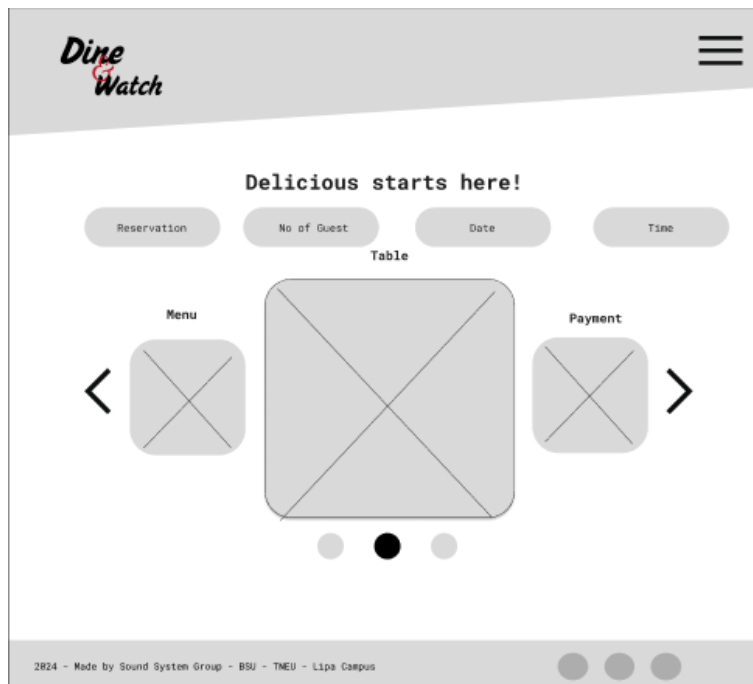 Dine
&
Watch
Delicious starts here!
Reservation
No of Guest
Date
Time
Table
Menu
Payment
2024 - Made by Sound System Group - BSU - TNEU - Lipa Campus